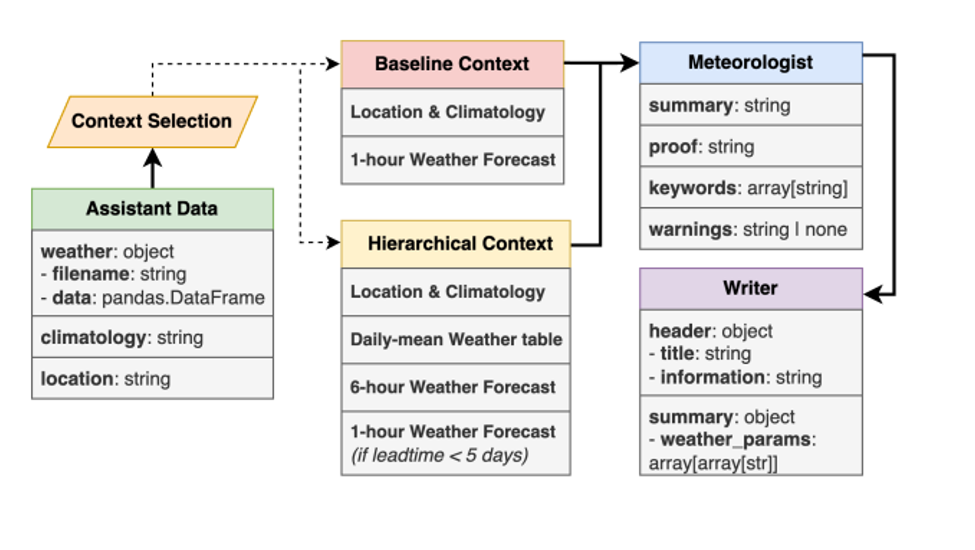 Context Selection
Assistant Data
weather: object
- filename: string
- data: pandas.DataFrame
climatology: string
location: string
Baseline Context
Location & Climatology
1-hour Weather Forecast
Hierarchical Context
Location & Climatology
Daily-mean Weather table
6-hour Weather Forecast
1-hour Weather Forecast
(if leadtime < 5 days)
Meteorologist
summary: string
proof: string
keywords: array[string]
warnings: string | none
Writer
header: object
- title: string
- information: string
summary: object
- weather_params:
array[array[str]]